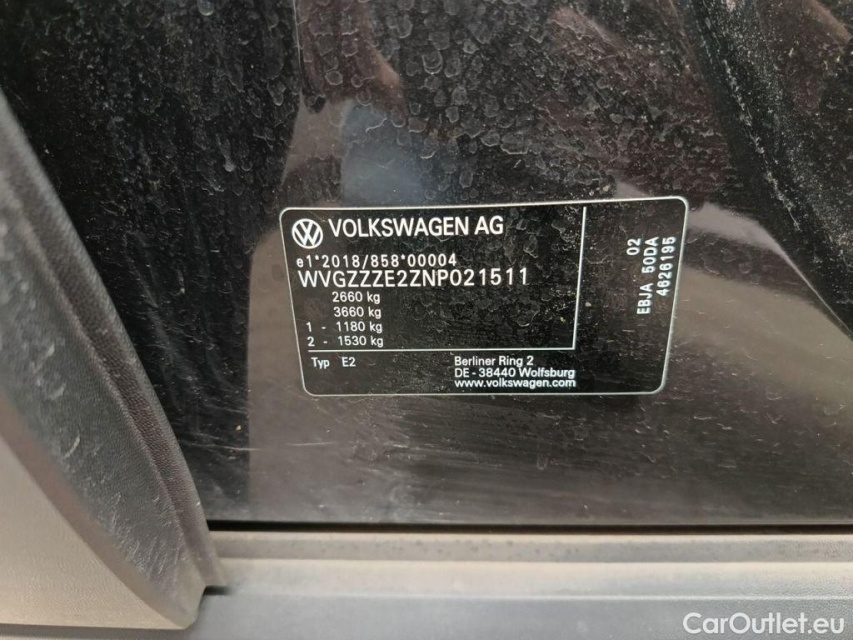 VOLKSWAGEN AG
e1*2018/858*00004
WVGZZZE2ZNP021511
2660 kg
3660 kg
1 - 1180 kg
2 - 1530 kg
Typ E2
Berliner Ring 2
DE - 38440 Wolfsburg
www.volkswagen.com
02
EBJA 50DA
4626195
CarOutlet.eu